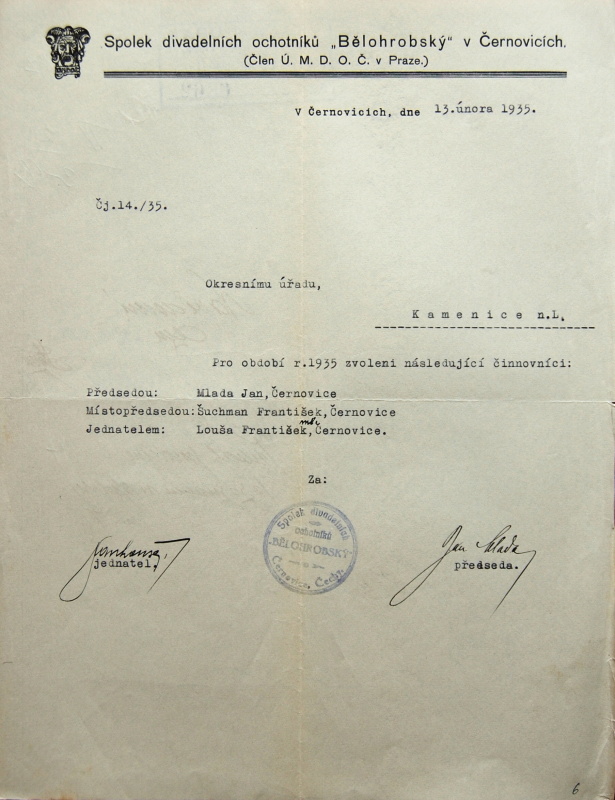 Spolek divadelních ochotníků „Bělohrobský" v Černovicích.
(Člen Ú. M. D. O. Č. v Praze.)
V Černovicích, dne 13.února 1935.
Čj.14./35.
Okresnímu úřadu,
Kamenice n.L.
Pro období r.1935 zvoleni následující činnovníci:
Předsedou: Mlada Jan,Černovice
Místopředsedou:Šuchman František,Černovice
Jednatelem: Louša František, ml. Černovice.
Za:
Spolek divadelních
ochotníků
"BĚLOHROBSKÝ"
Černovice, Čechy.
jednatel.
Jan Mlada
předseda.
6